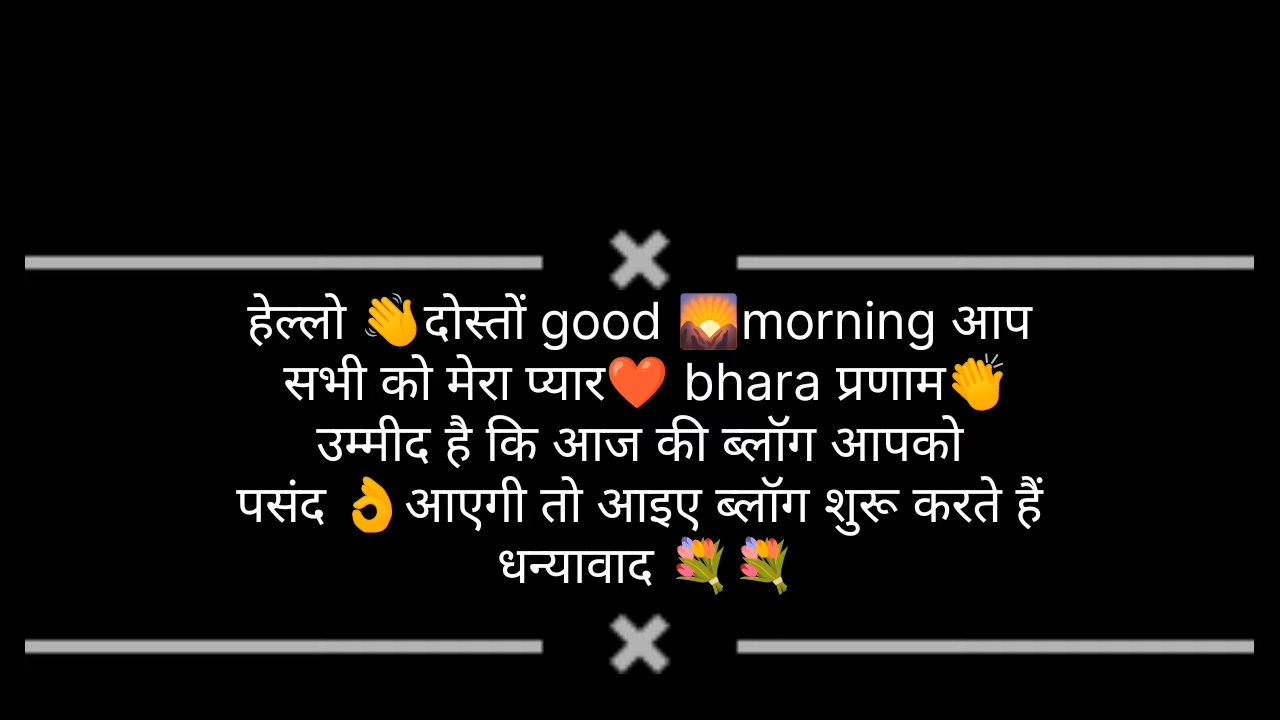 हेल्लो 👋दोस्तों good 🌄morning आप
सभी को मेरा प्यार❤️ bhara प्रणाम👏
उम्मीद है कि आज की ब्लॉग आपको
पसंद 👌आएगी तो आइए ब्लॉग शुरू करते हैं
धन्यावाद 💐💐